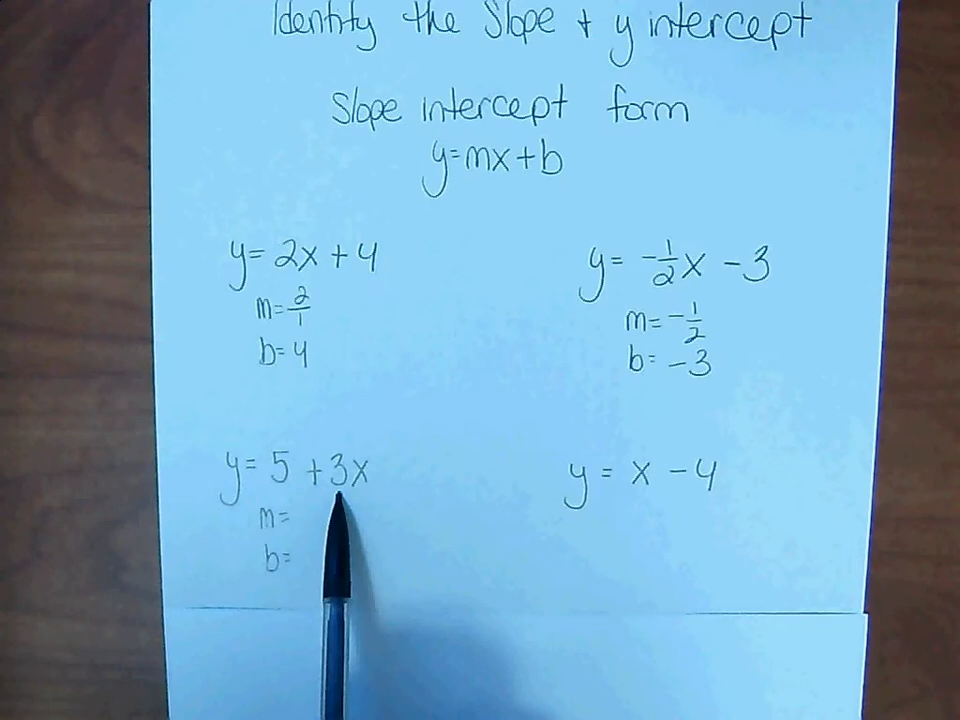 Identify the Slope + y intercept
Slope intercept form
y=mx+b
y= 2x + 4
m= 2/1
b= 4
y= -1/2 x - 3
m= -1/2
b= -3
y= 5 + 3x
m=
b=
y = x - 4